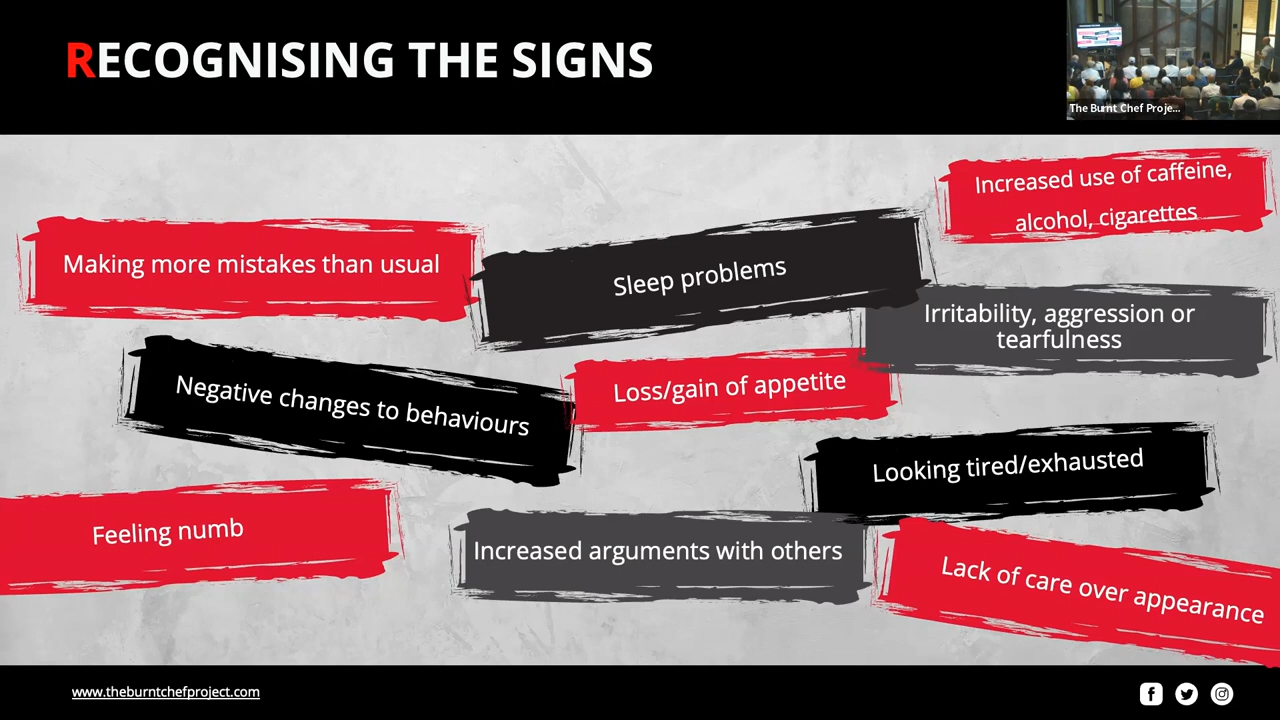 RECOGNISING THE SIGNS
The Burnt Chef Proje...
Increased use of caffeine,
alcohol, cigarettes
Making more mistakes than usual
Sleep problems
Irritability, aggression or
tearfulness
Negative changes to behaviours
Loss/gain of appetite
Looking tired/exhausted
Feeling numb
Increased arguments with others
Lack of care over appearance
www.theburntchefproject.com